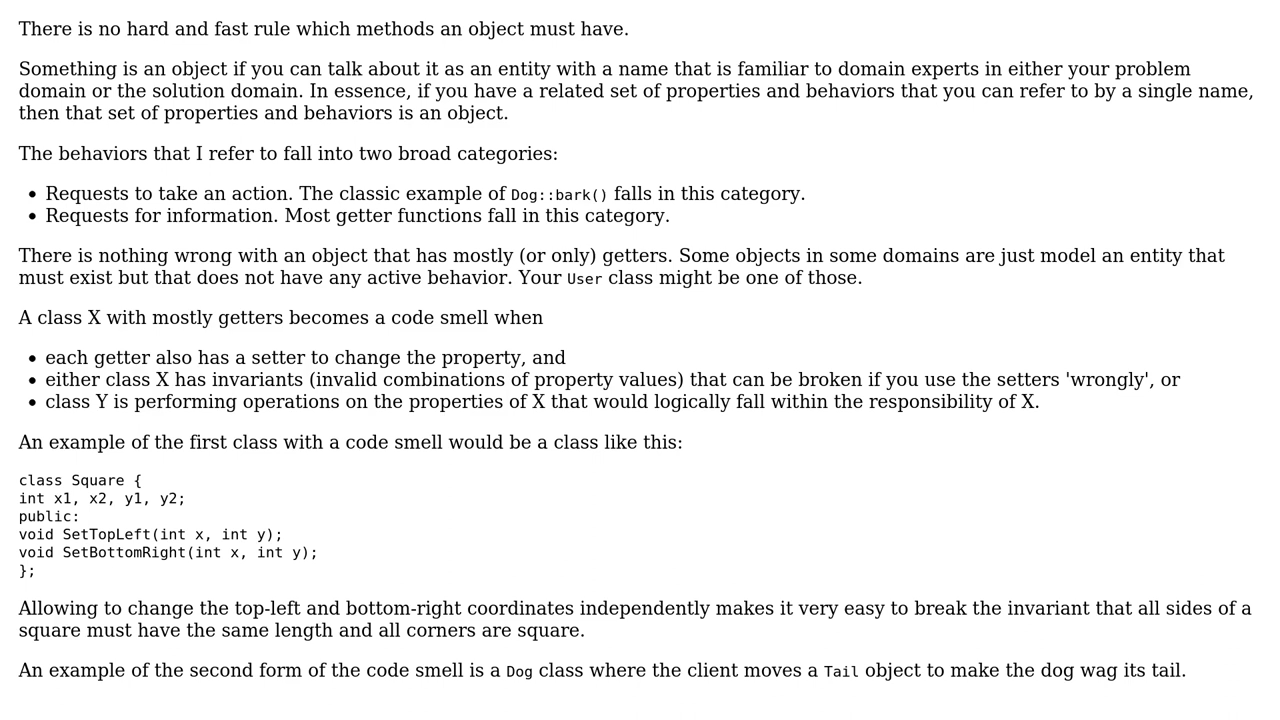 There is no hard and fast rule which methods an object must have.
Something is an object if you can talk about it as an entity with a name that is familiar to domain experts in either your problem
domain or the solution domain. In essence, if you have a related set of properties and behaviors that you can refer to by a single name,
then that set of properties and behaviors is an object.
The behaviors that I refer to fall into two broad categories:
• Requests to take an action. The classic example of Dog::bark() falls in this category.
• Requests for information. Most getter functions fall in this category.
There is nothing wrong with an object that has mostly (or only) getters. Some objects in some domains are just model an entity that
must exist but that does not have any active behavior. Your User class might be one of those.
A class X with mostly getters becomes a code smell when
• each getter also has a setter to change the property, and
• either class X has invariants (invalid combinations of property values) that can be broken if you use the setters 'wrongly', or
• class Y is performing operations on the properties of X that would logically fall within the responsibility of X.
An example of the first class with a code smell would be a class like this:
class Square {
int x1, x2, y1, y2;
public:
void SetTopLeft(int x, int y);
void SetBottomRight(int x, int y);
};
Allowing to change the top-left and bottom-right coordinates independently makes it very easy to break the invariant that all sides of a
square must have the same length and all corners are square.
An example of the second form of the code smell is a Dog class where the client moves a Tail object to make the dog wag its tail.